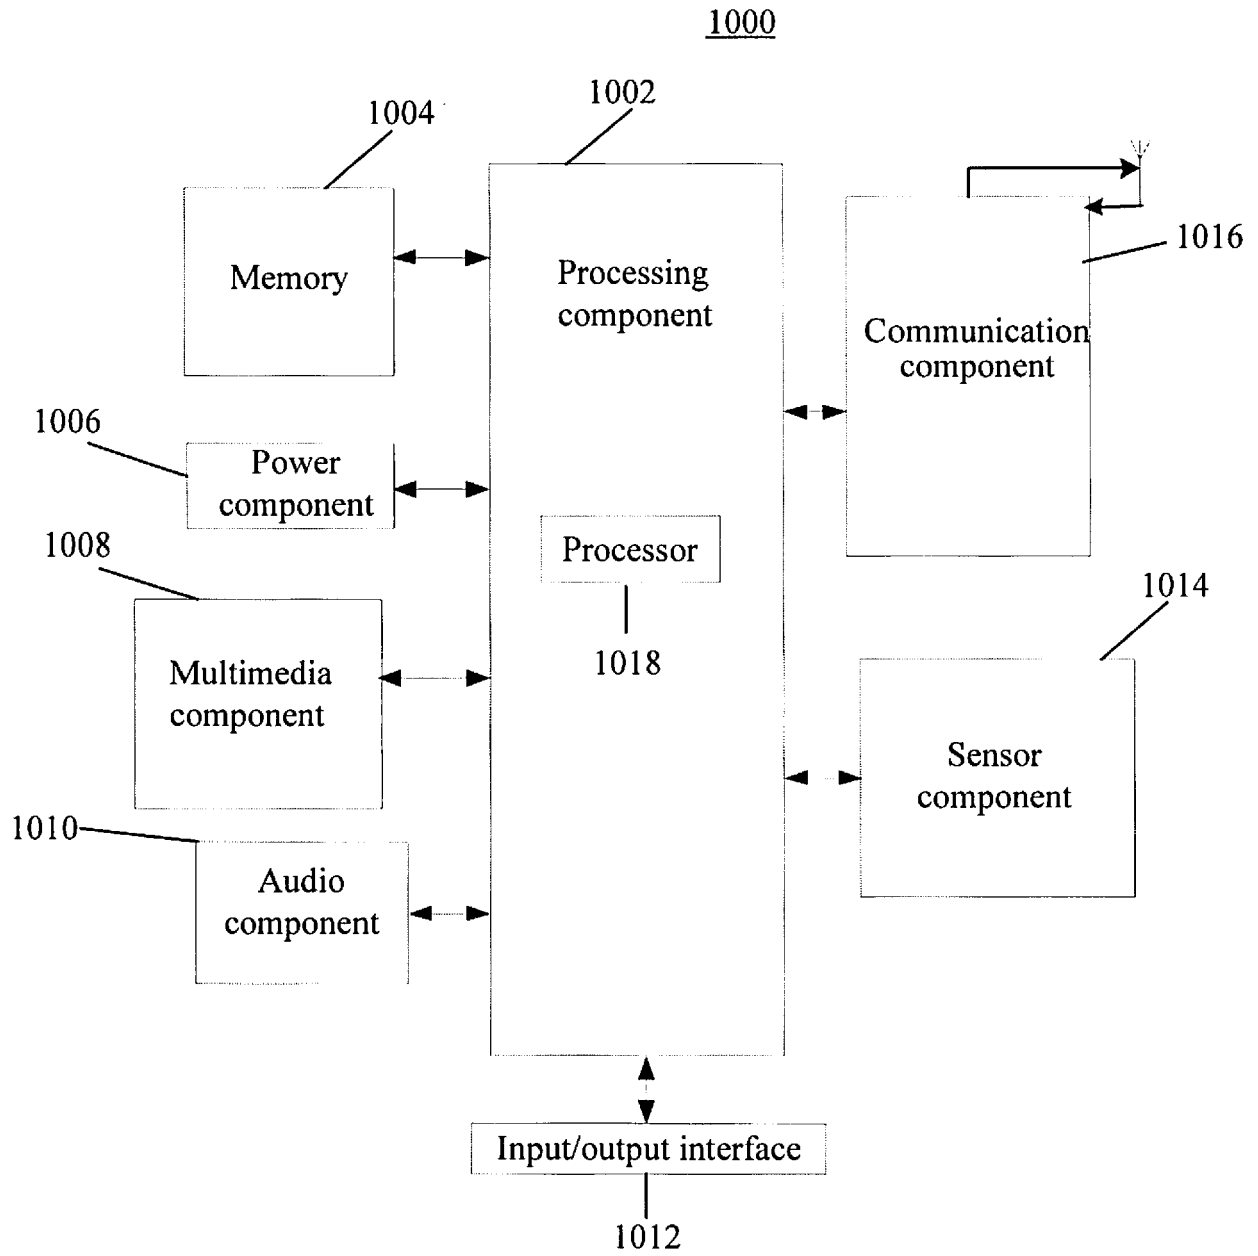 1000
1002
1004
Memory
Processing
component
1016
Communication
component
1006
Power
component
1008
Processor
1018
Multimedia
component
1014
Sensor
component
1010
Audio
component
Input/output interface
1012